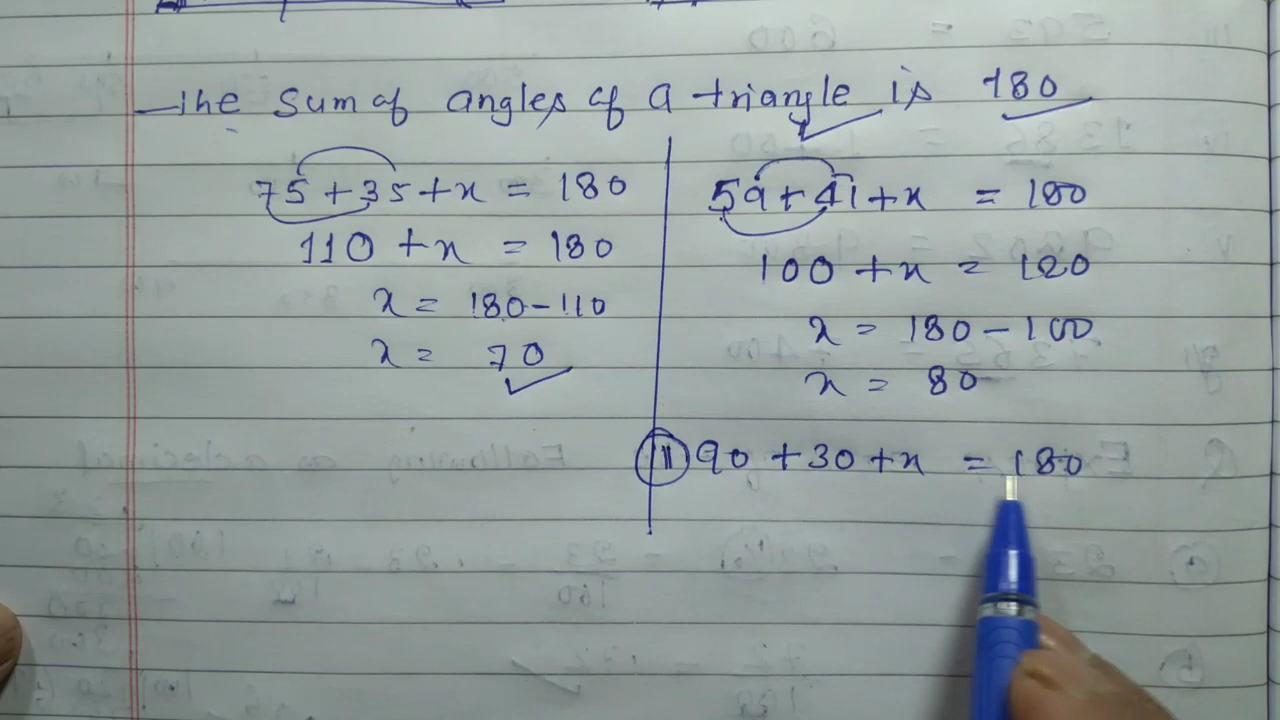 The Sum of angles of a triangle is 180
75 + 35 + x = 180
110 + x = 180
x = 180 - 110
x = 70
59 + 41 + x = 180
100 + x = 180
x = 180 - 100
x = 80
(11) 90 + 30 + x = 180